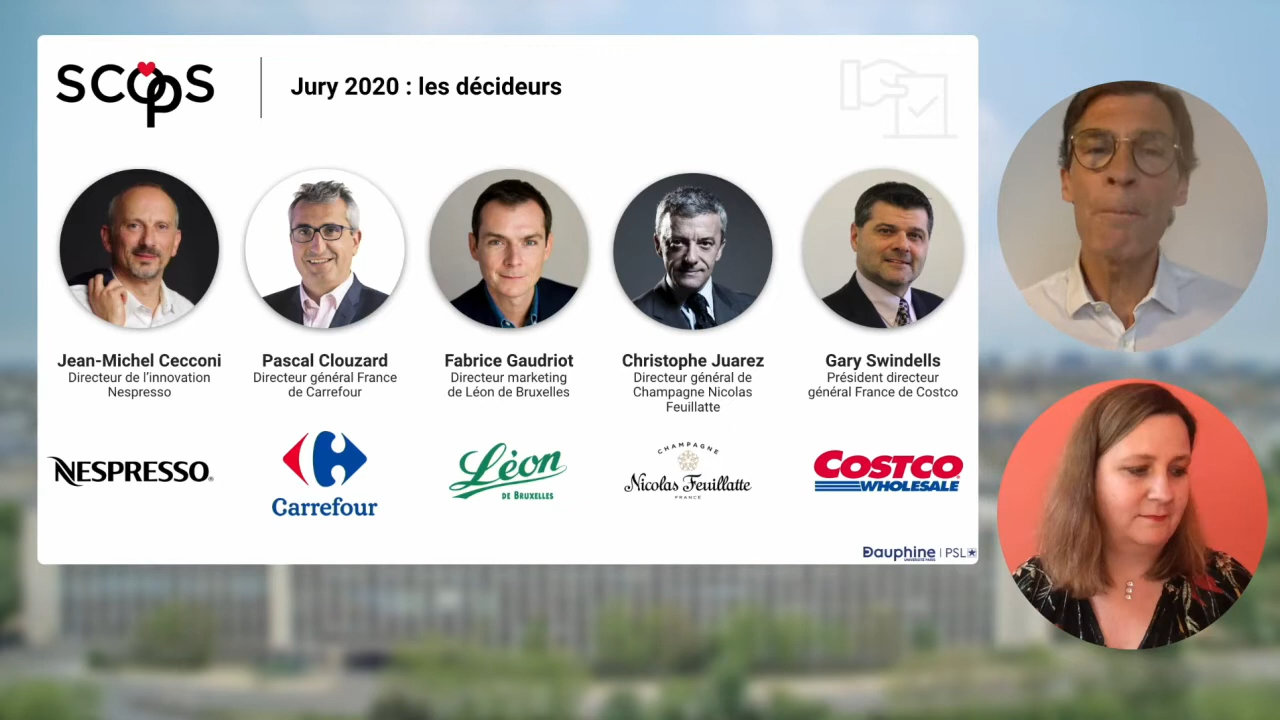 SCOPS
Jury 2020 : les décideurs
Jean-Michel Cecconi
Directeur de l'innovation
Nespresso
Pascal Clouzard
Directeur général France
de Carrefour
Fabrice Gaudriot
Directeur marketing
de Léon de Bruxelles
Christophe Juarez
Directeur général de
Champagne Nicolas
Feuillatte
Gary Swindells
Président directeur
général France de Costco
NESPRESSO®
Carrefour
Léon
DE BRUXELLES
CHAMPAGNE
Nicolas Feuillatte
FRANCE
COSTCO
WHOLESALE
Dauphine | PSL
UNIVERSITÉ PARIS